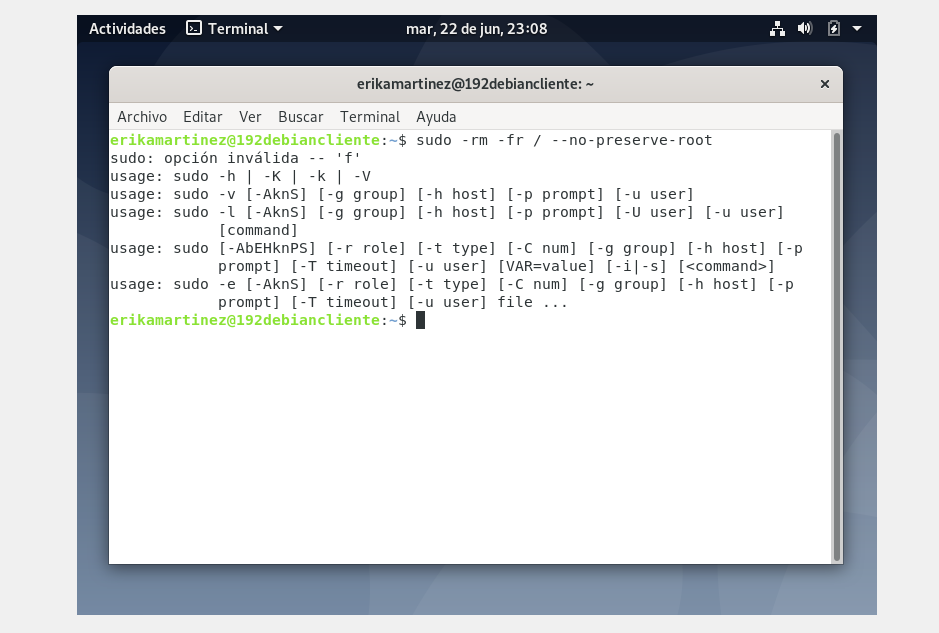 Actividades Terminal mar, 22 de jun, 23:08
erikamartinez@192debiancliente: ~ ×
Archivo Editar Ver Buscar Terminal Ayuda
erikamartinez@192debiancliente:~$ sudo -rm -fr / --no-preserve-root
sudo: opción inválida -- 'f'
usage: sudo -h | -K | -k | -V
usage: sudo -v [-AknS] [-g group] [-h host] [-p prompt] [-u user]
usage: sudo -l [-AknS] [-g group] [-h host] [-p prompt] [-U user] [-u user]
[command]
usage: sudo [-AbEHknPS] [-r role] [-t type] [-C num] [-g group] [-h host] [-p
prompt] [-T timeout] [-u user] [VAR=value] [-i|-s] [<command>]
usage: sudo -e [-AknS] [-r role] [-t type] [-C num] [-g group] [-h host] [-p
prompt] [-T timeout] [-u user] file ...
erikamartinez@192debiancliente:~$